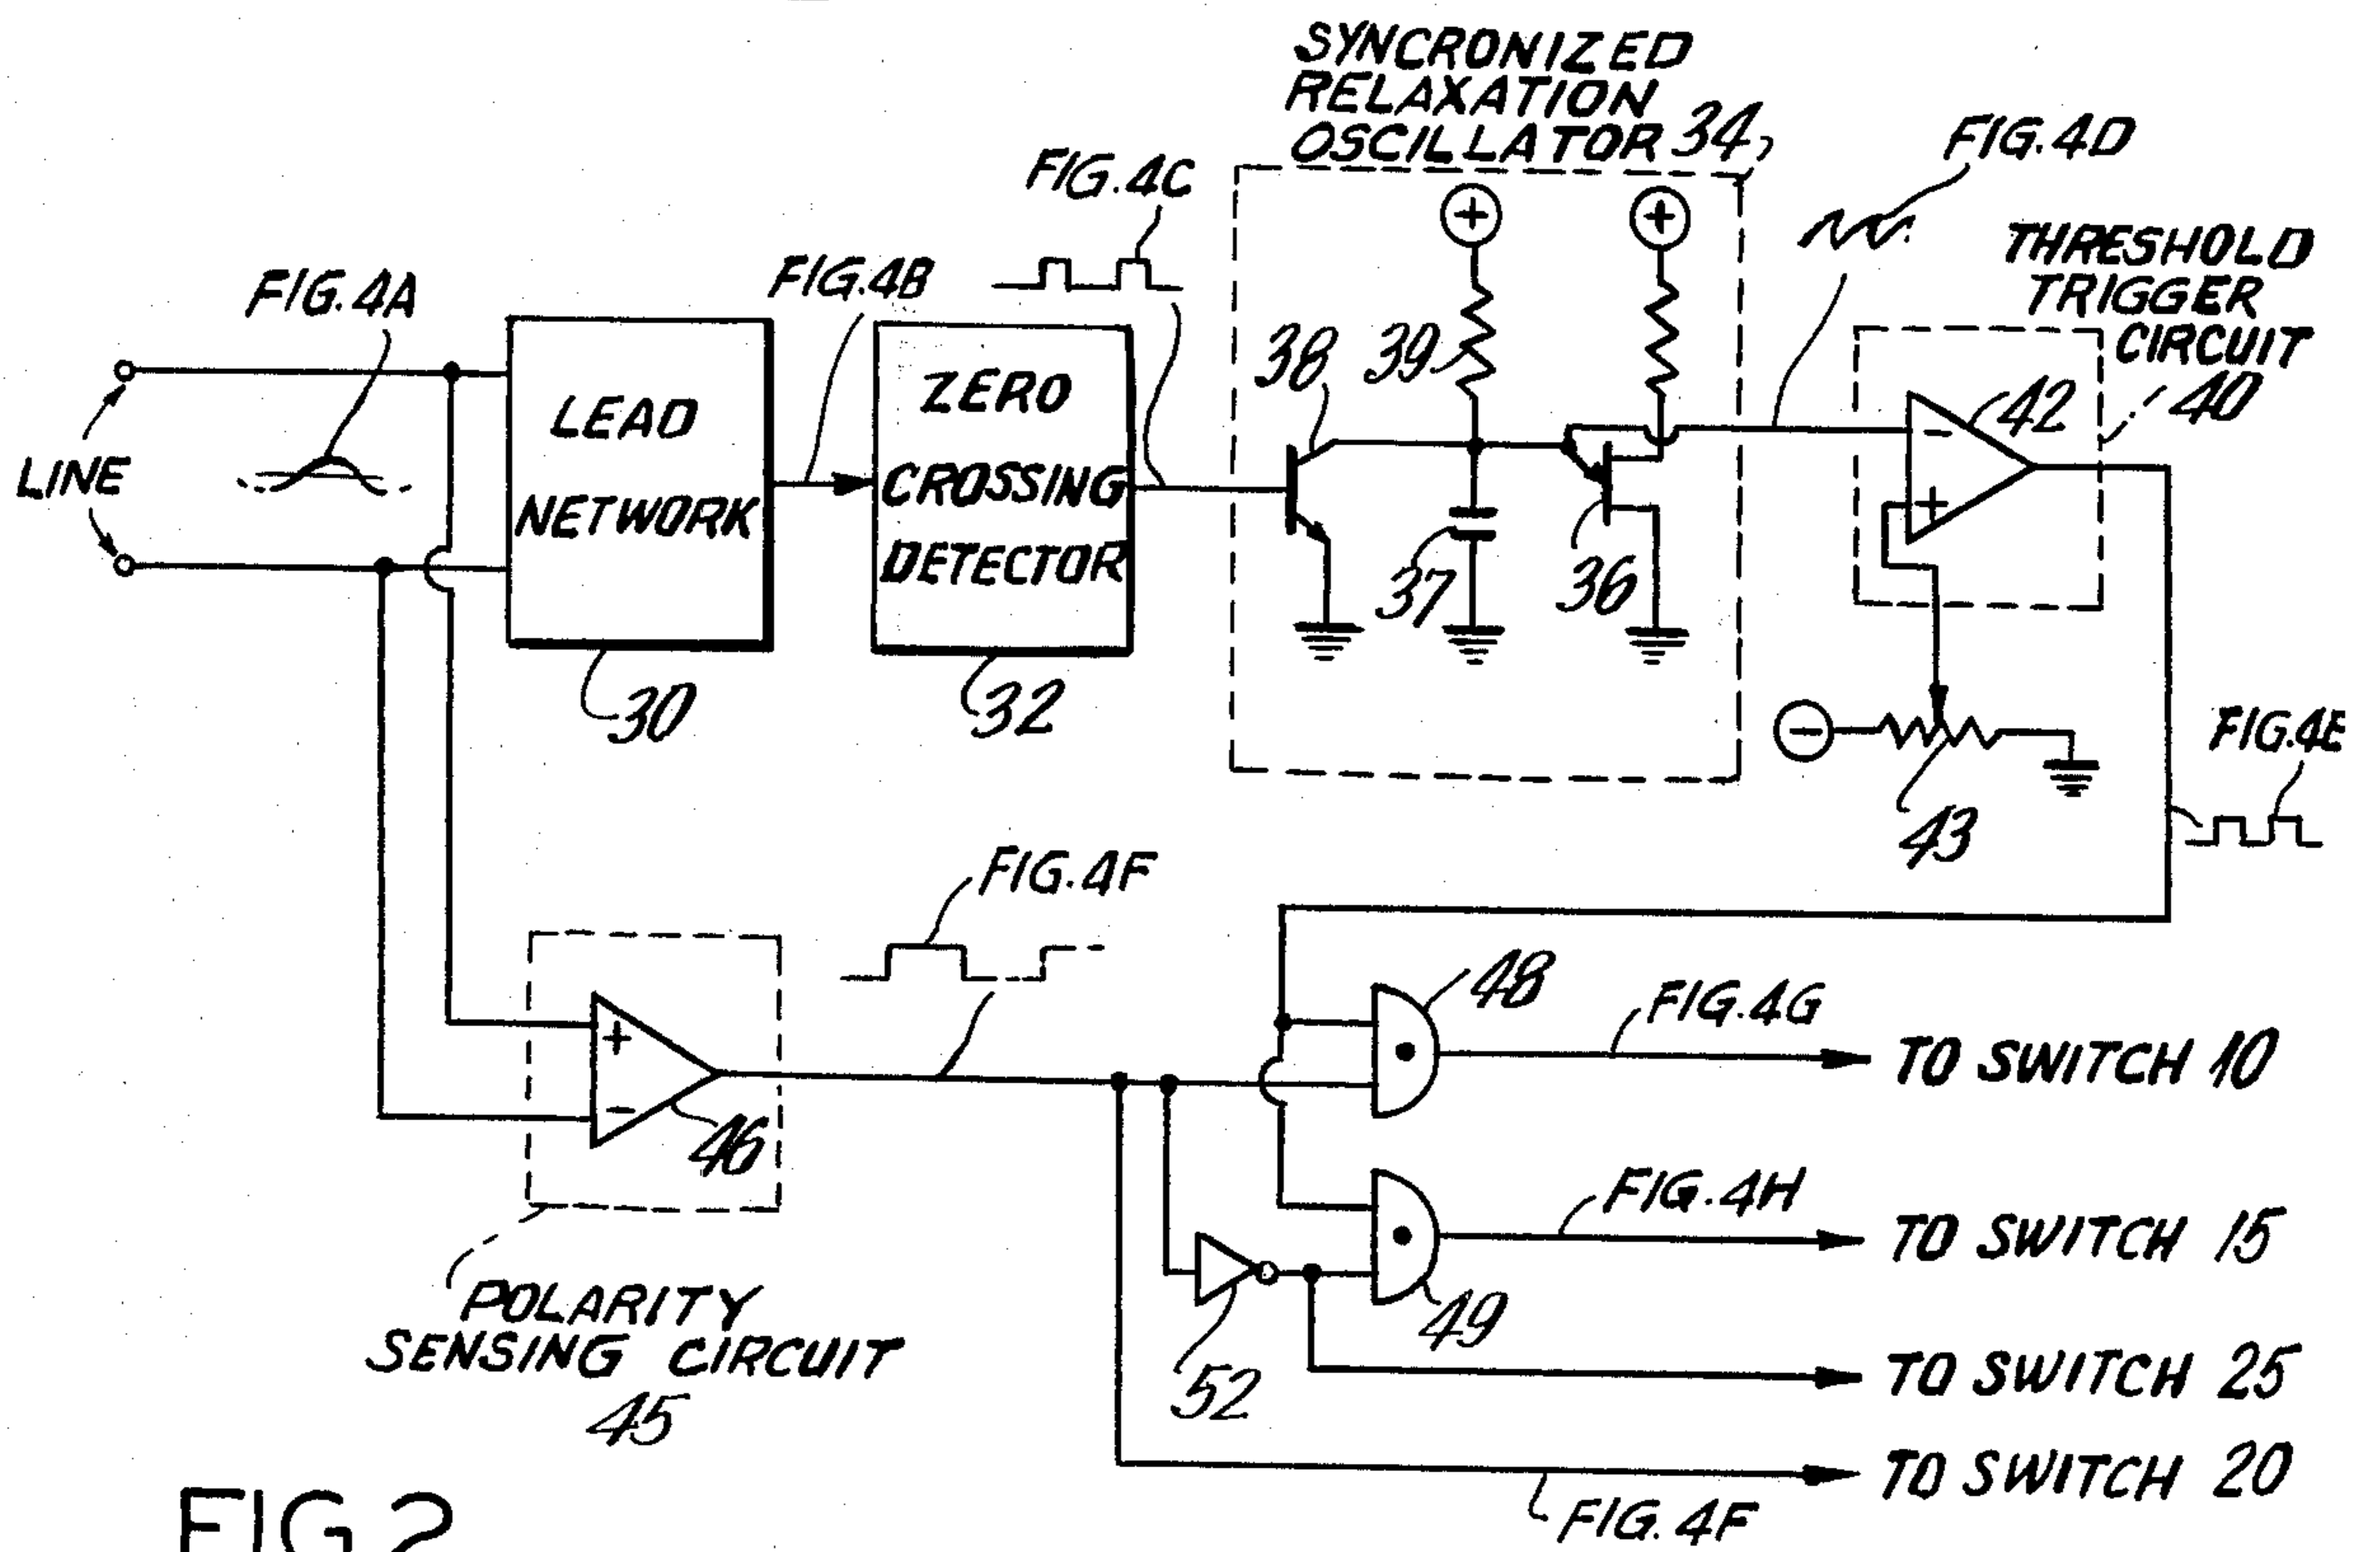 SYNCRONIZED
RELAXATION
OSCILLATOR 34
FIG.4D
FIG.4C
THRESHOLD
TRIGGER
CIRCUIT
40
FIG.4B
FIG.4A
38
39
42
LINE
LEAD
NETWORK
ZERO
CROSSING
DETECTOR
+
+
-
+
37
36
30
32
-
43
FIG.4E
FIG.4F
48
FIG.4G
TO SWITCH 10
+
-
46
FIG.4H
TO SWITCH 15
49
52
POLARITY
SENSING CIRCUIT
45
TO SWITCH 25
TO SWITCH 20
FIG.4F
FIG.2